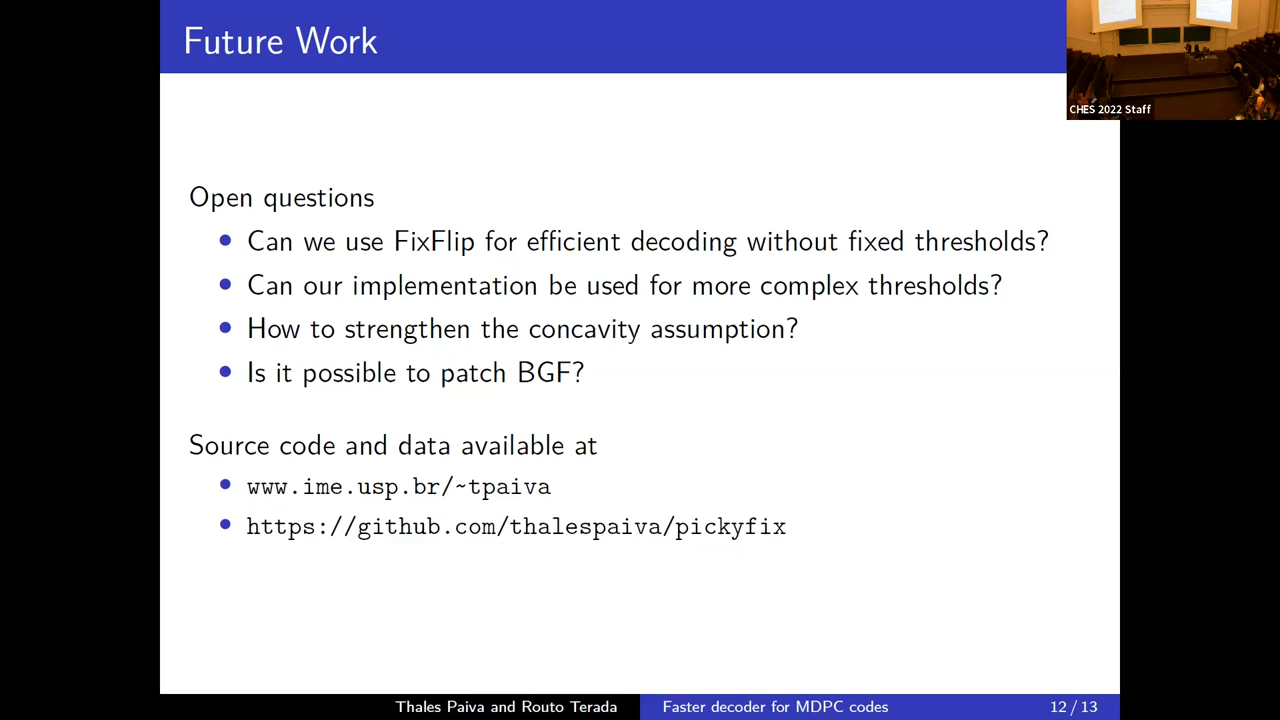 Future Work
CHES 2022 Staff
Open questions
• Can we use FixFlip for efficient decoding without fixed thresholds?
• Can our implementation be used for more complex thresholds?
• How to strengthen the concavity assumption?
• Is it possible to patch BGF?
Source code and data available at
• www.ime.usp.br/~tpaiva
• https://github.com/thalespaiva/pickyfix
Thales Paiva and Routo Terada
Faster decoder for MDPC codes
12 / 13